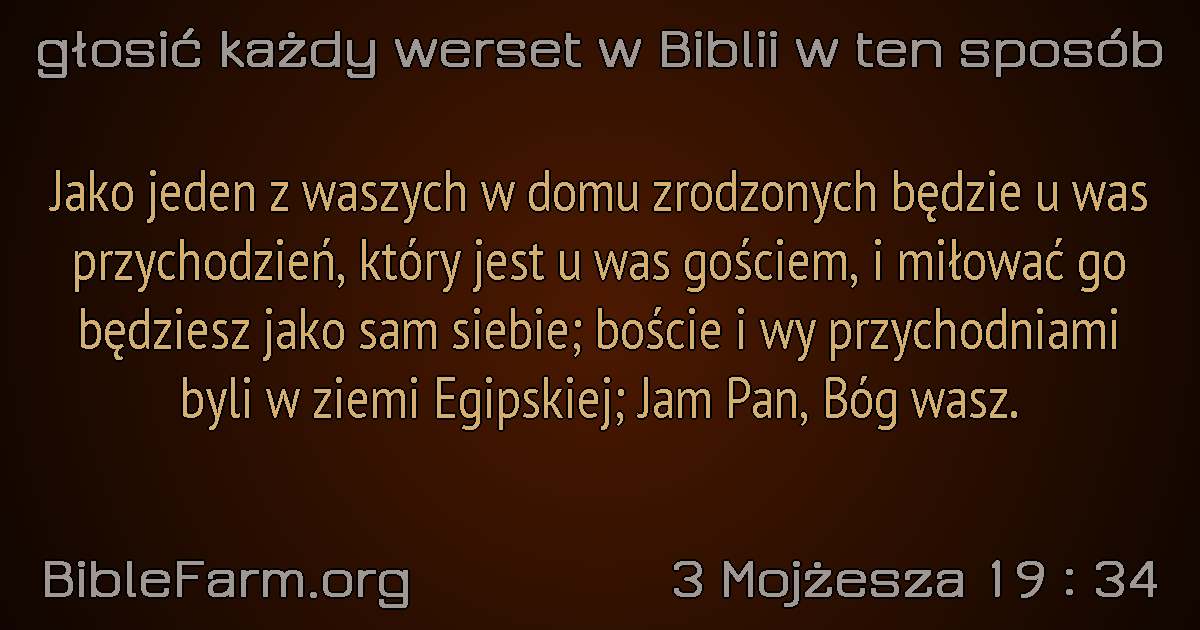 głosić każdy werset w Biblii w ten sposób
Jako jeden z waszych w domu zrodzonych będzie u was
przychodzień, który jest u was gościem, i miłować go
będziesz jako sam siebie; boście i wy przychodniami
byli w ziemi Egipskiej; Jam Pan, Bóg wasz.
BibleFarm.org
3 Mojżesza 19 : 34